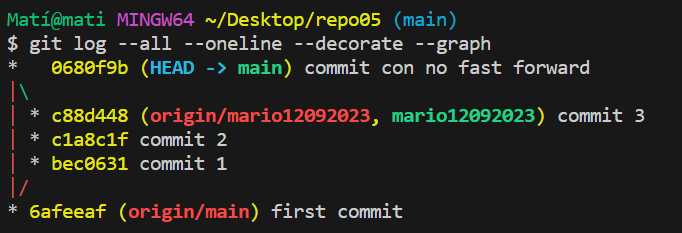 Matí@mati MINGW64 ~/Desktop/repo05 (main)
$ git log --all --oneline --decorate --graph
*   0680f9b (HEAD -> main) commit con no fast forward
|\
| * c88d448 (origin/mario12092023, mario12092023) commit 3
| * c1a8c1f commit 2
| * bec0631 commit 1
|/
* 6afeeaf (origin/main) first commit